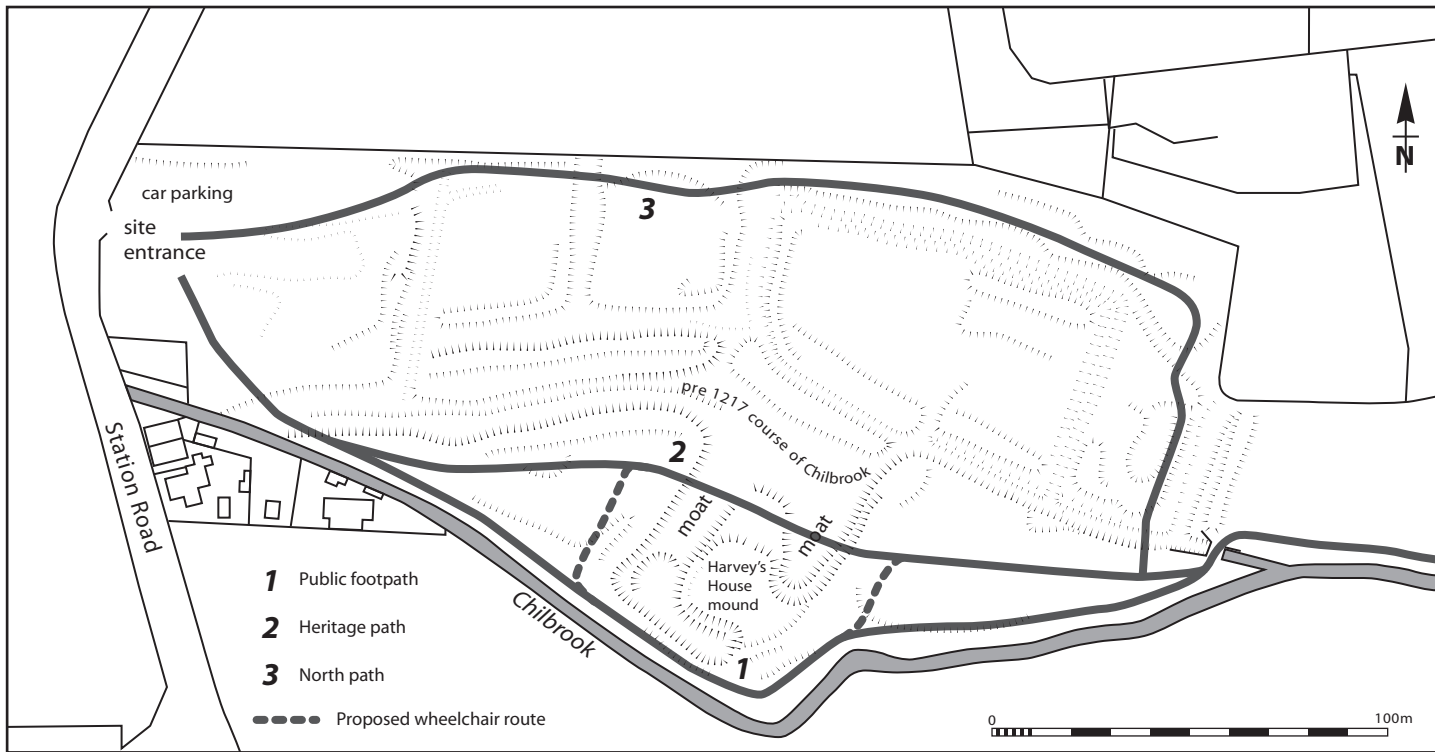 N
car parking
site
entrance
3
pre 1217 course of Chilbrook
2
Station Road
moat
moat
Harvey's
House
mound
1 Public footpath
Chilbrook
2 Heritage path
1
3 North path
Proposed wheelchair route
0 100m